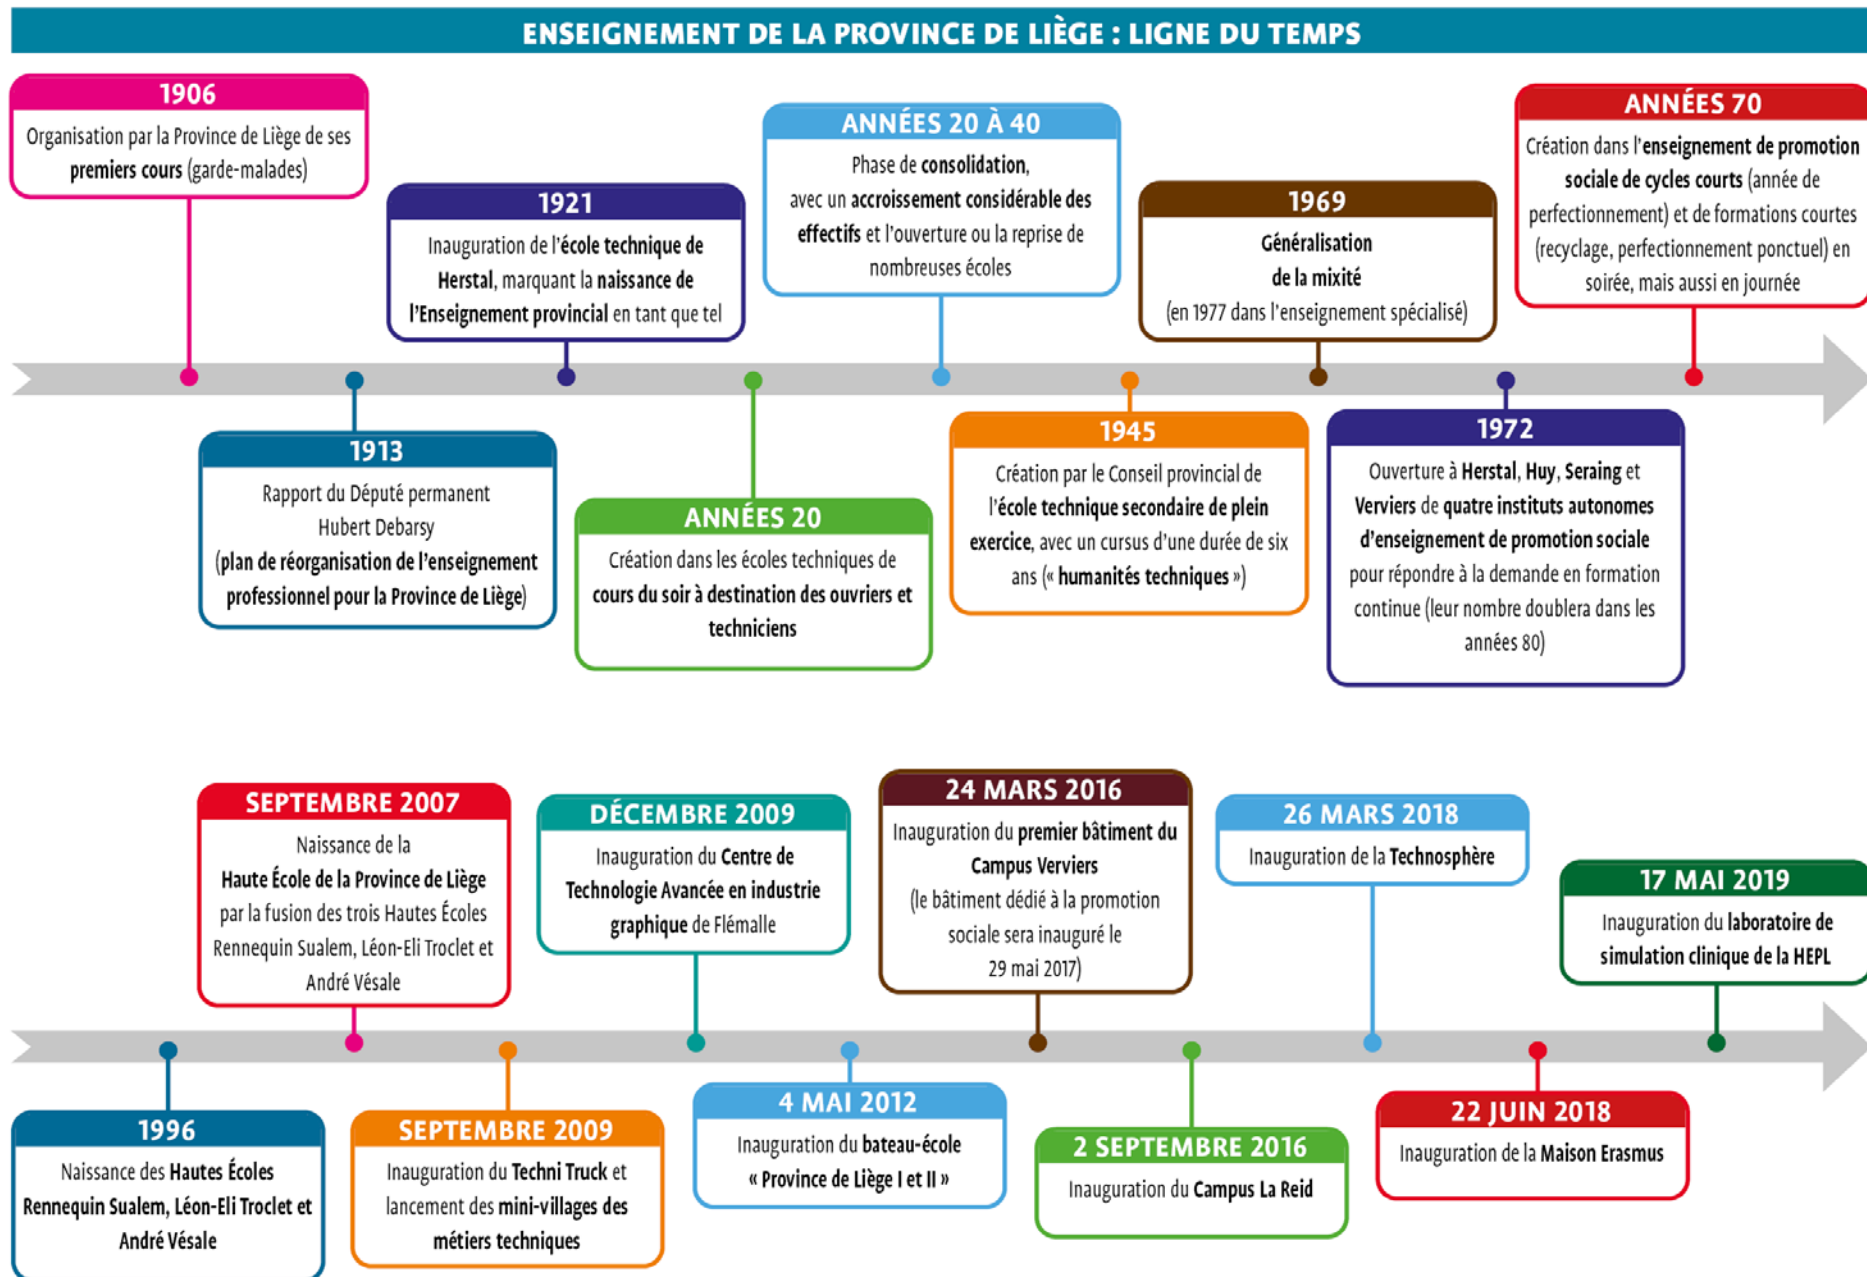 ENSEIGNEMENT DE LA PROVINCE DE LIÈGE : LIGNE DU TEMPS
1906
Organisation par la Province de Liège de ses
premiers cours (garde-malades)
1913
Rapport du Député permanent
Hubert Debarsy
(plan de réorganisation de l'enseignement
professionnel pour la Province de Liège)
1921
Inauguration de l'école technique de
Herstal, marquant la naissance de
l'Enseignement provincial en tant que tel
ANNÉES 20
Création dans les écoles techniques de
cours du soir à destination des ouvriers et
techniciens
ANNÉES 20 À 40
Phase de consolidation,
avec un accroissement considérable des
effectifs et l'ouverture ou la reprise de
nombreuses écoles
1945
Création par le Conseil provincial de
l'école technique secondaire de plein
exercice, avec un cursus d'une durée de six
ans (« humanités techniques »)
1969
Généralisation
de la mixité
(en 1977 dans l'enseignement spécialisé)
1972
Ouverture à Herstal, Huy, Seraing et
Verviers de quatre instituts autonomes
d'enseignement de promotion sociale
pour répondre à la demande en formation
continue (leur nombre doublera dans les
années 80)
ANNÉES 70
Création dans l'enseignement de promotion
sociale de cycles courts (année de
perfectionnement) et de formations courtes
(recyclage, perfectionnement ponctuel) en
soirée, mais aussi en journée
1996
Naissance des Hautes Écoles
Rennequin Sualem, Léon-Eli Troclet et
André Vésale
SEPTEMBRE 2007
Naissance de la
Haute École de la Province de Liège
par la fusion des trois Hautes Écoles
Rennequin Sualem, Léon-Eli Troclet et
André Vésale
SEPTEMBRE 2009
Inauguration du Techni Truck et
lancement des mini-villages des
métiers techniques
DÉCEMBRE 2009
Inauguration du Centre de
Technologie Avancée en industrie
graphique de Flémalle
4 MAI 2012
Inauguration du bateau-école
« Province de Liège I et II »
24 MARS 2016
Inauguration du premier bâtiment du
Campus Verviers
(le bâtiment dédié à la promotion
sociale sera inauguré le
29 mai 2017)
2 SEPTEMBRE 2016
Inauguration du Campus La Reid
26 MARS 2018
Inauguration de la Technosphère
22 JUIN 2018
Inauguration de la Maison Erasmus
17 MAI 2019
Inauguration du laboratoire de
simulation clinique de la HEPL